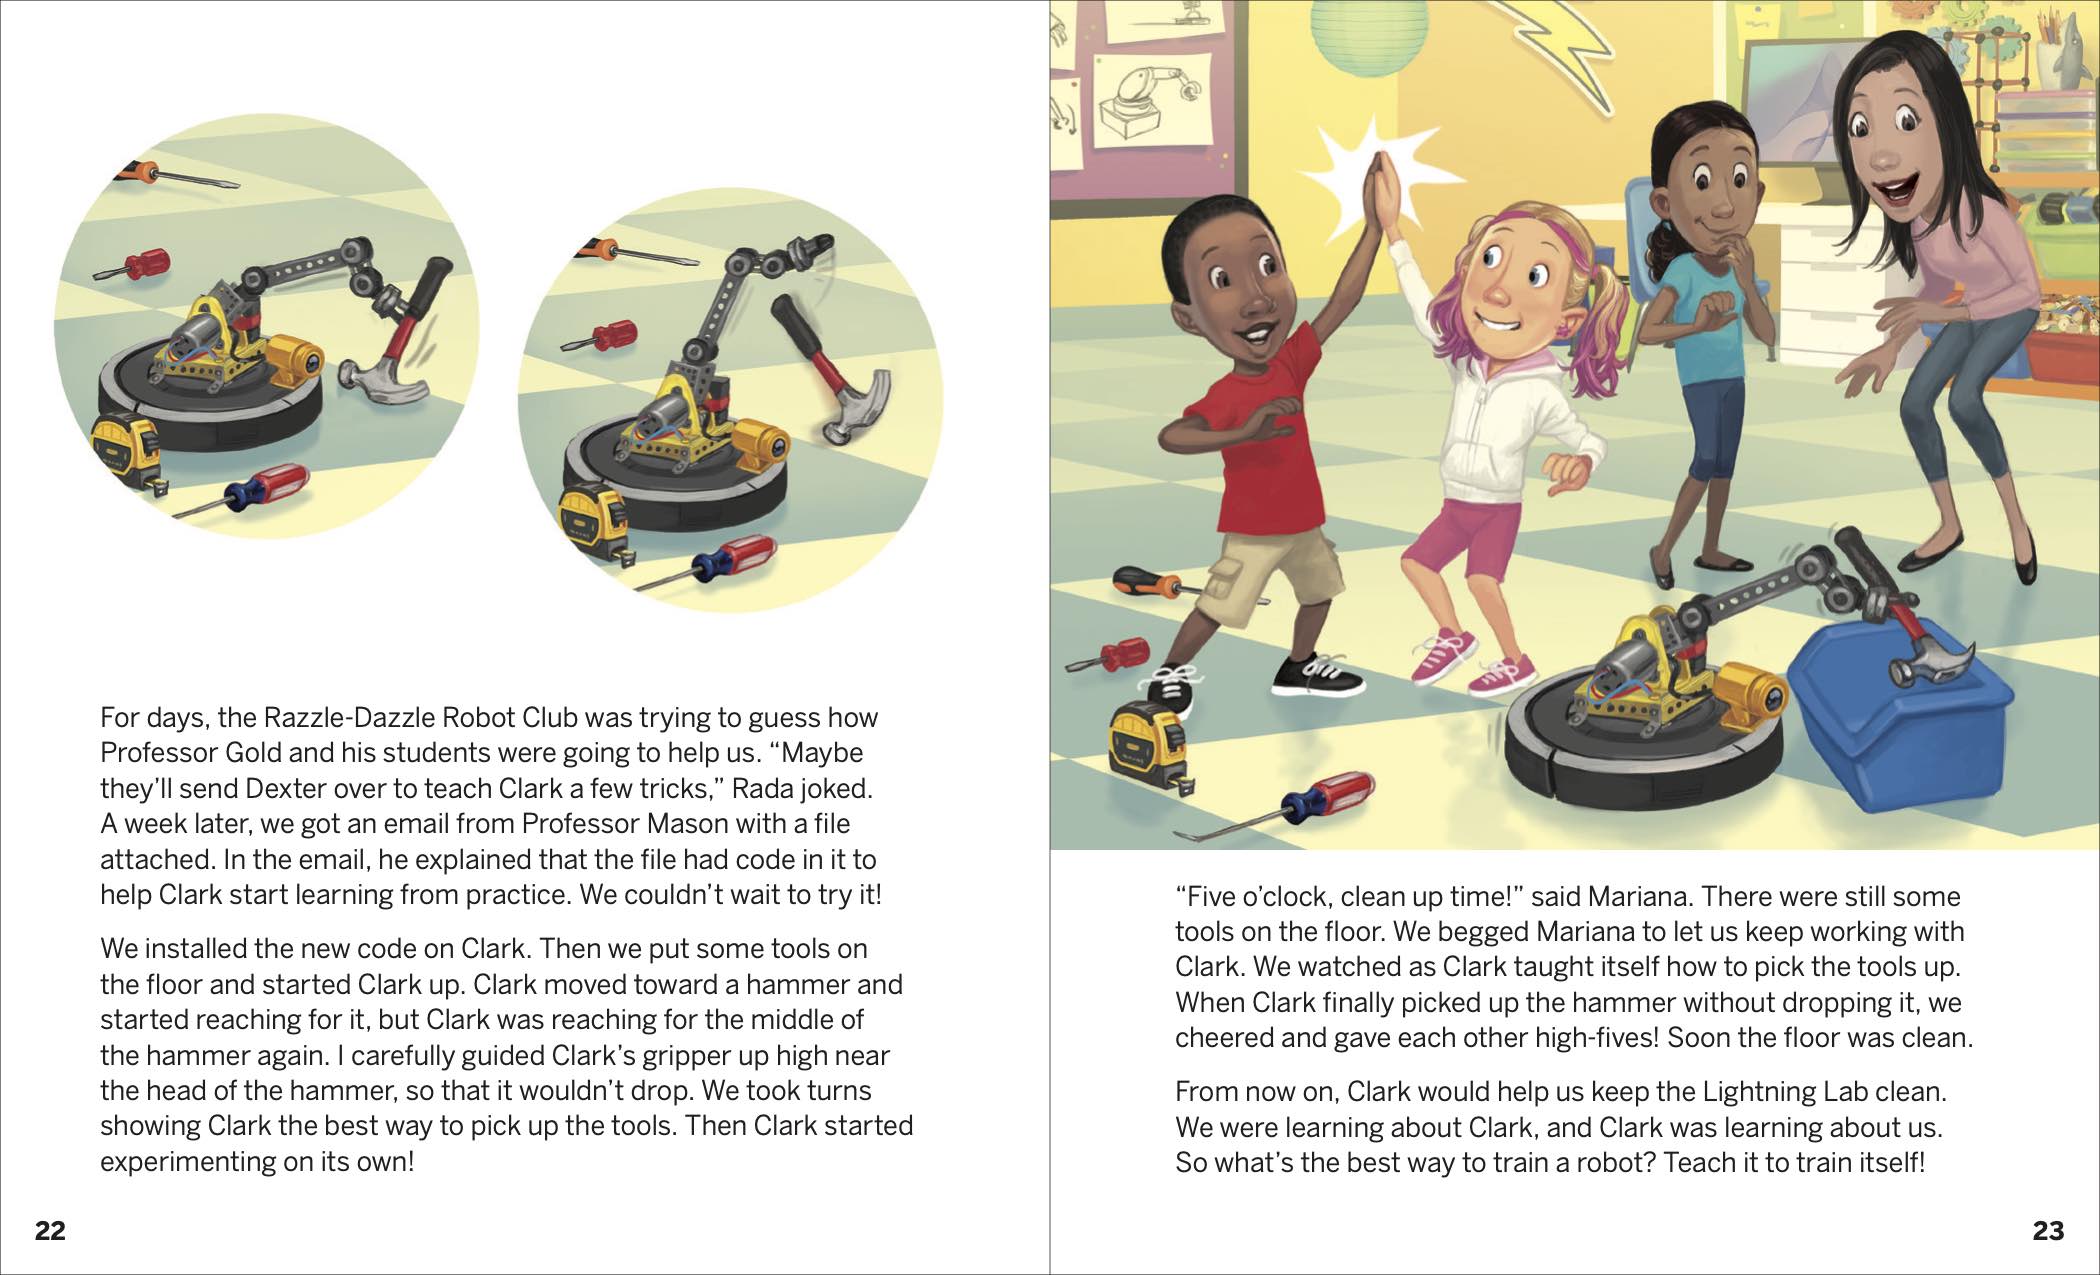 For days, the Razzle-Dazzle Robot Club was trying to guess how
Professor Gold and his students were going to help us. “Maybe
they’ll send Dexter over to teach Clark a few tricks,” Rada joked.
A week later, we got an email from Professor Mason with a file
attached. In the email, he explained that the file had code in it to
help Clark start learning from practice. We couldn’t wait to try it!
We installed the new code on Clark. Then we put some tools on
the floor and started Clark up. Clark moved toward a hammer and
started reaching for it, but Clark was reaching for the middle of
the hammer again. I carefully guided Clark’s gripper up high near
the head of the hammer, so that it wouldn’t drop. We took turns
showing Clark the best way to pick up the tools. Then Clark started
experimenting on its own!
22
“Five o’clock, clean up time!” said Mariana. There were still some
tools on the floor. We begged Mariana to let us keep working with
Clark. We watched as Clark taught itself how to pick the tools up.
When Clark finally picked up the hammer without dropping it, we
cheered and gave each other high-fives! Soon the floor was clean.
From now on, Clark would help us keep the Lightning Lab clean.
We were learning about Clark, and Clark was learning about us.
So what’s the best way to train a robot? Teach it to train itself!
23